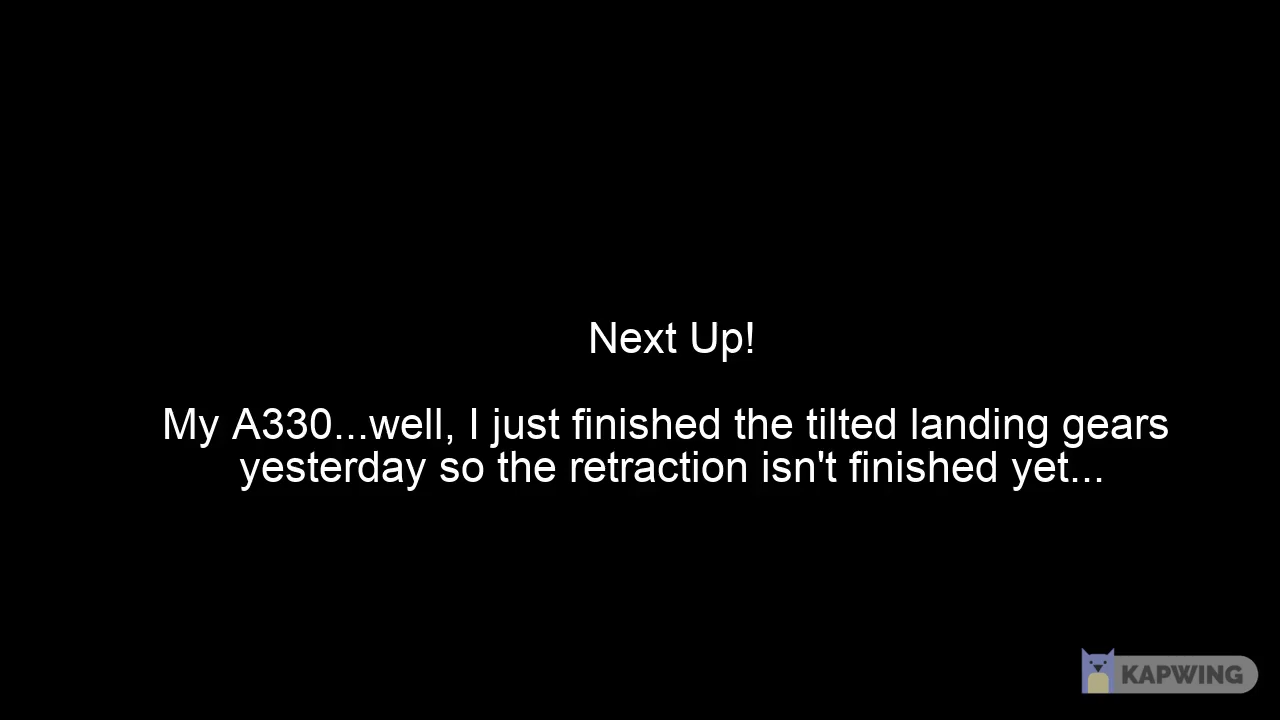 Next Up!
My A330...well, I just finished the tilted landing gears
yesterday so the retraction isn't finished yet...
KAPWING